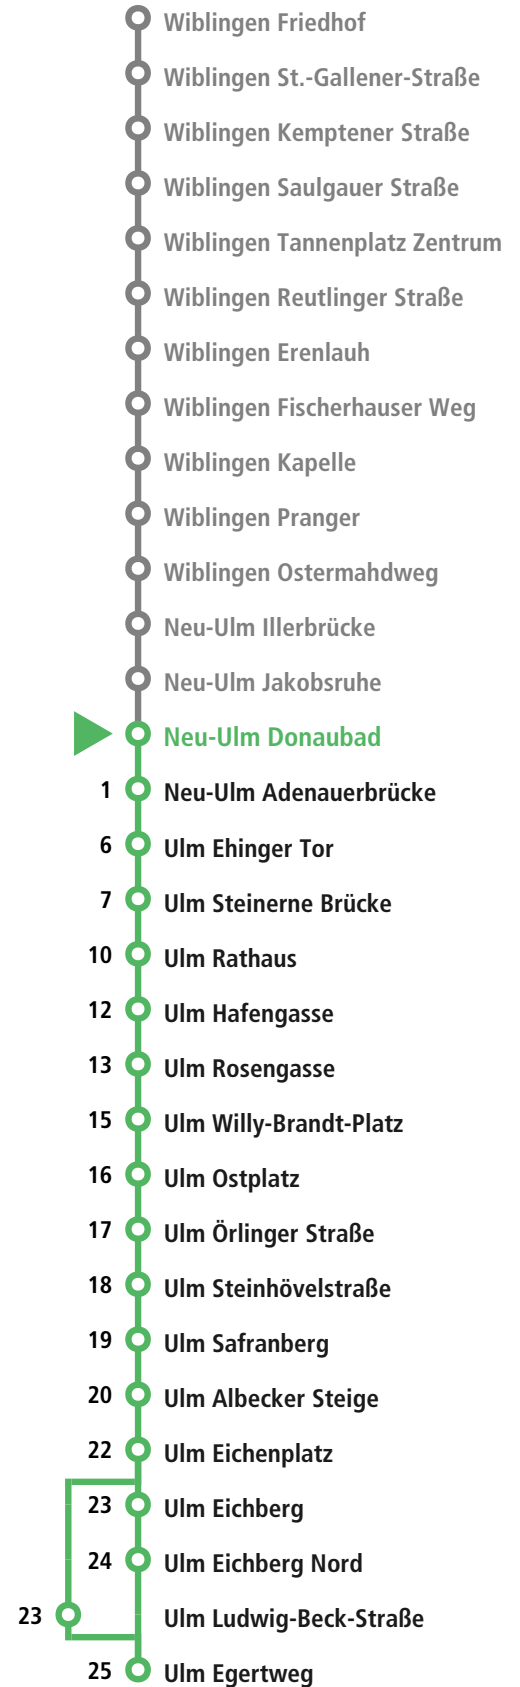 Wiblingen Friedhof
Wiblingen St.-Gallener-Straße
Wiblingen Kemptener Straße
Wiblingen Saulgauer Straße
Wiblingen Tannenplatz Zentrum
Wiblingen Reutlinger Straße
Wiblingen Erenlauh
Wiblingen Fischerhauser Weg
Wiblingen Kapelle
Wiblingen Pranger
Wiblingen Ostermahdweg
Neu-Ulm Illerbrücke
Neu-Ulm Jakobsruhe
Neu-Ulm Donaubad
1 Neu-Ulm Adenauerbrücke
6 Ulm Ehinger Tor
7 Ulm Steinerne Brücke
10 Ulm Rathaus
12 Ulm Hafengasse
13 Ulm Rosengasse
15 Ulm Willy-Brandt-Platz
16 Ulm Ostplatz
17 Ulm Örlinger Straße
18 Ulm Steinhövelstraße
19 Ulm Safranberg
20 Ulm Albecker Steige
22 Ulm Eichenplatz
23 Ulm Eichberg
24 Ulm Eichberg Nord
23 Ulm Ludwig-Beck-Straße
25 Ulm Egertweg